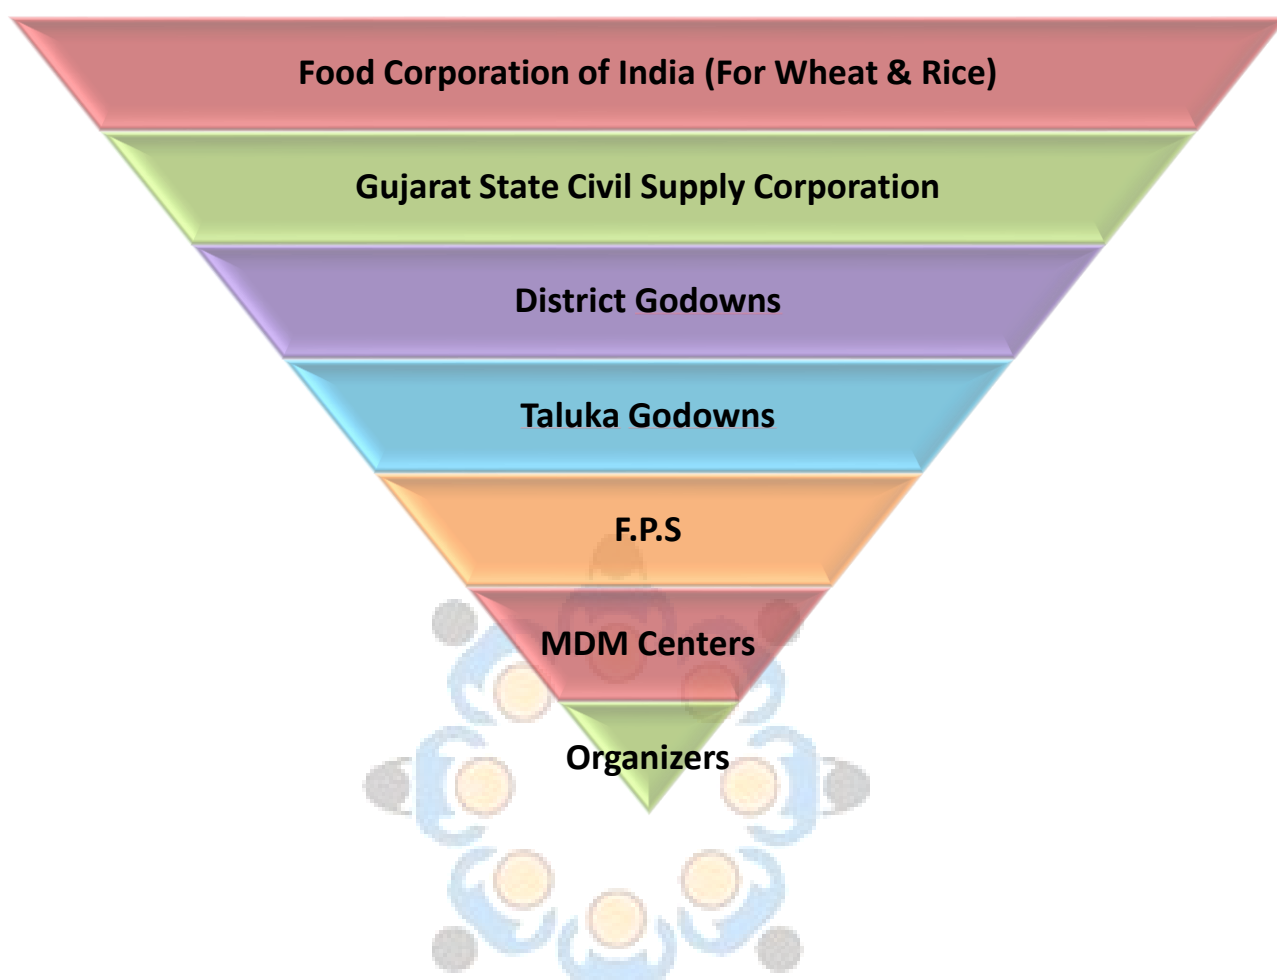 Food Corporation of India (For Wheat & Rice)
Gujarat State Civil Supply Corporation
District Godowns
Taluka Godowns
F.P.S
MDM Centers
Organizers